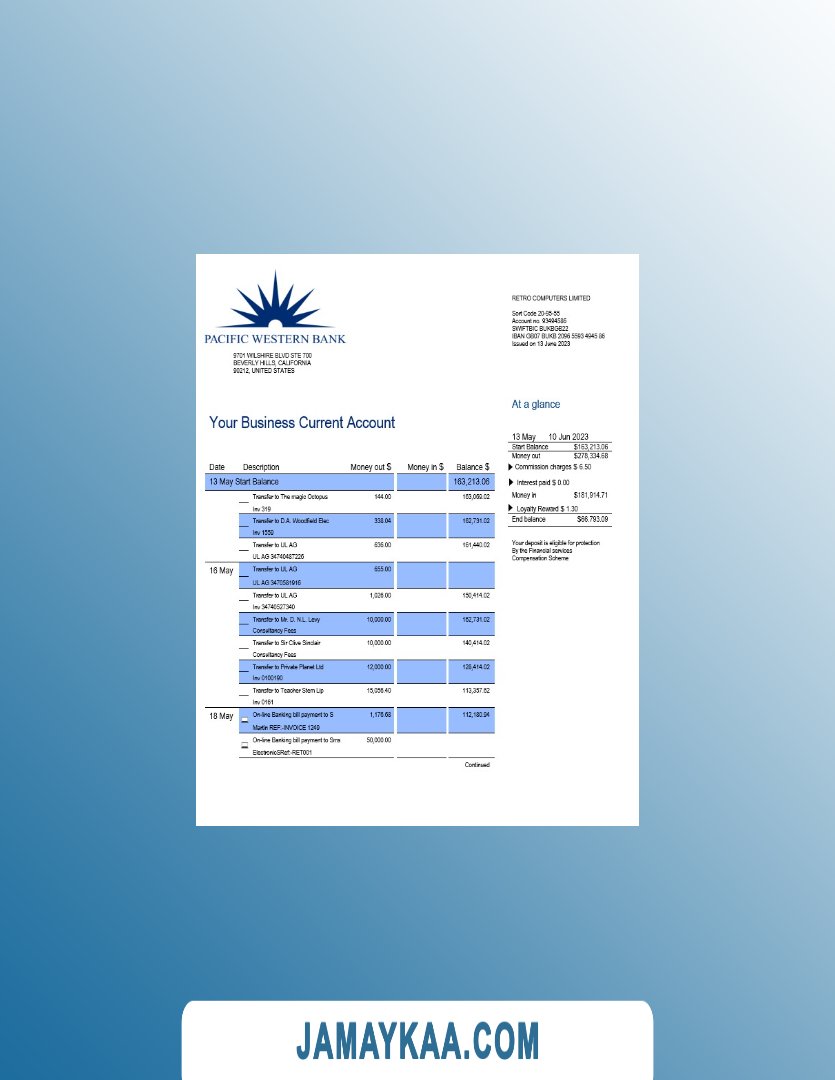 PACIFIC WESTERN BANK
9701 WILSHIRE BLVD STE 700
BEVERLY HILLS, CALIFORNIA
90212, UNITED STATES
RETRO COMPUTERS LIMITED
Sort Code 20-95-55
Account no. 93494585
SWIFTBIC BUKBGB22
IBAN GB07 BUKB 2096 5593 4945 86
Issued on 13 June 2023
Your Business Current Account
Date Description Money out $ Money in $ Balance $
13 May Start Balance 163,213.06
Transfer to The magic Octopus 144.00 163,069.02
Inv 319
Transfer to D.A. Woodfield Elec 338.04 162,731.02
Inv 1559
Transfer to UL AG 635.00 151,440.02
UL AG 34740487226
16 May Transfer to UL AG 655.00
UL AG 3470581916
Transfer to UL AG 1,026.00 150,414.02
Inv 34740527340
Transfer to Mr. D. N.L. Levy 10,000.00 152,731.02
Consultancy Fees
Transfer to Sir Clive Sinclair 10,000.00 140,414.02
Consultancy Fees
Transfer to Private Planet Ltd 12,000.00 128,414.02
Inv 0100190
Transfer to Teacher Stem Lip 15,056.40 113,357.62
Inv 0161
18 May On-line Banking bill payment to S 1,176.68 112,180.94
Martin REF:-INVOICE 1249
On-line Banking bill payment to Sms 50,000.00
ElectronicSRef:-RET001
Continued
At a glance
13 May 10 Jun 2023
Start Balance $163,213.06
Money out $278,334.68
Commission charges $ 6.50
Interest paid $ 0.00
Money in $181,914.71
Loyalty Reward $ 1.30
End balance $66.793.09
Your deposit is eligible for protection
By the Financial services
Compensation Scheme
JAMAYKAA.COM